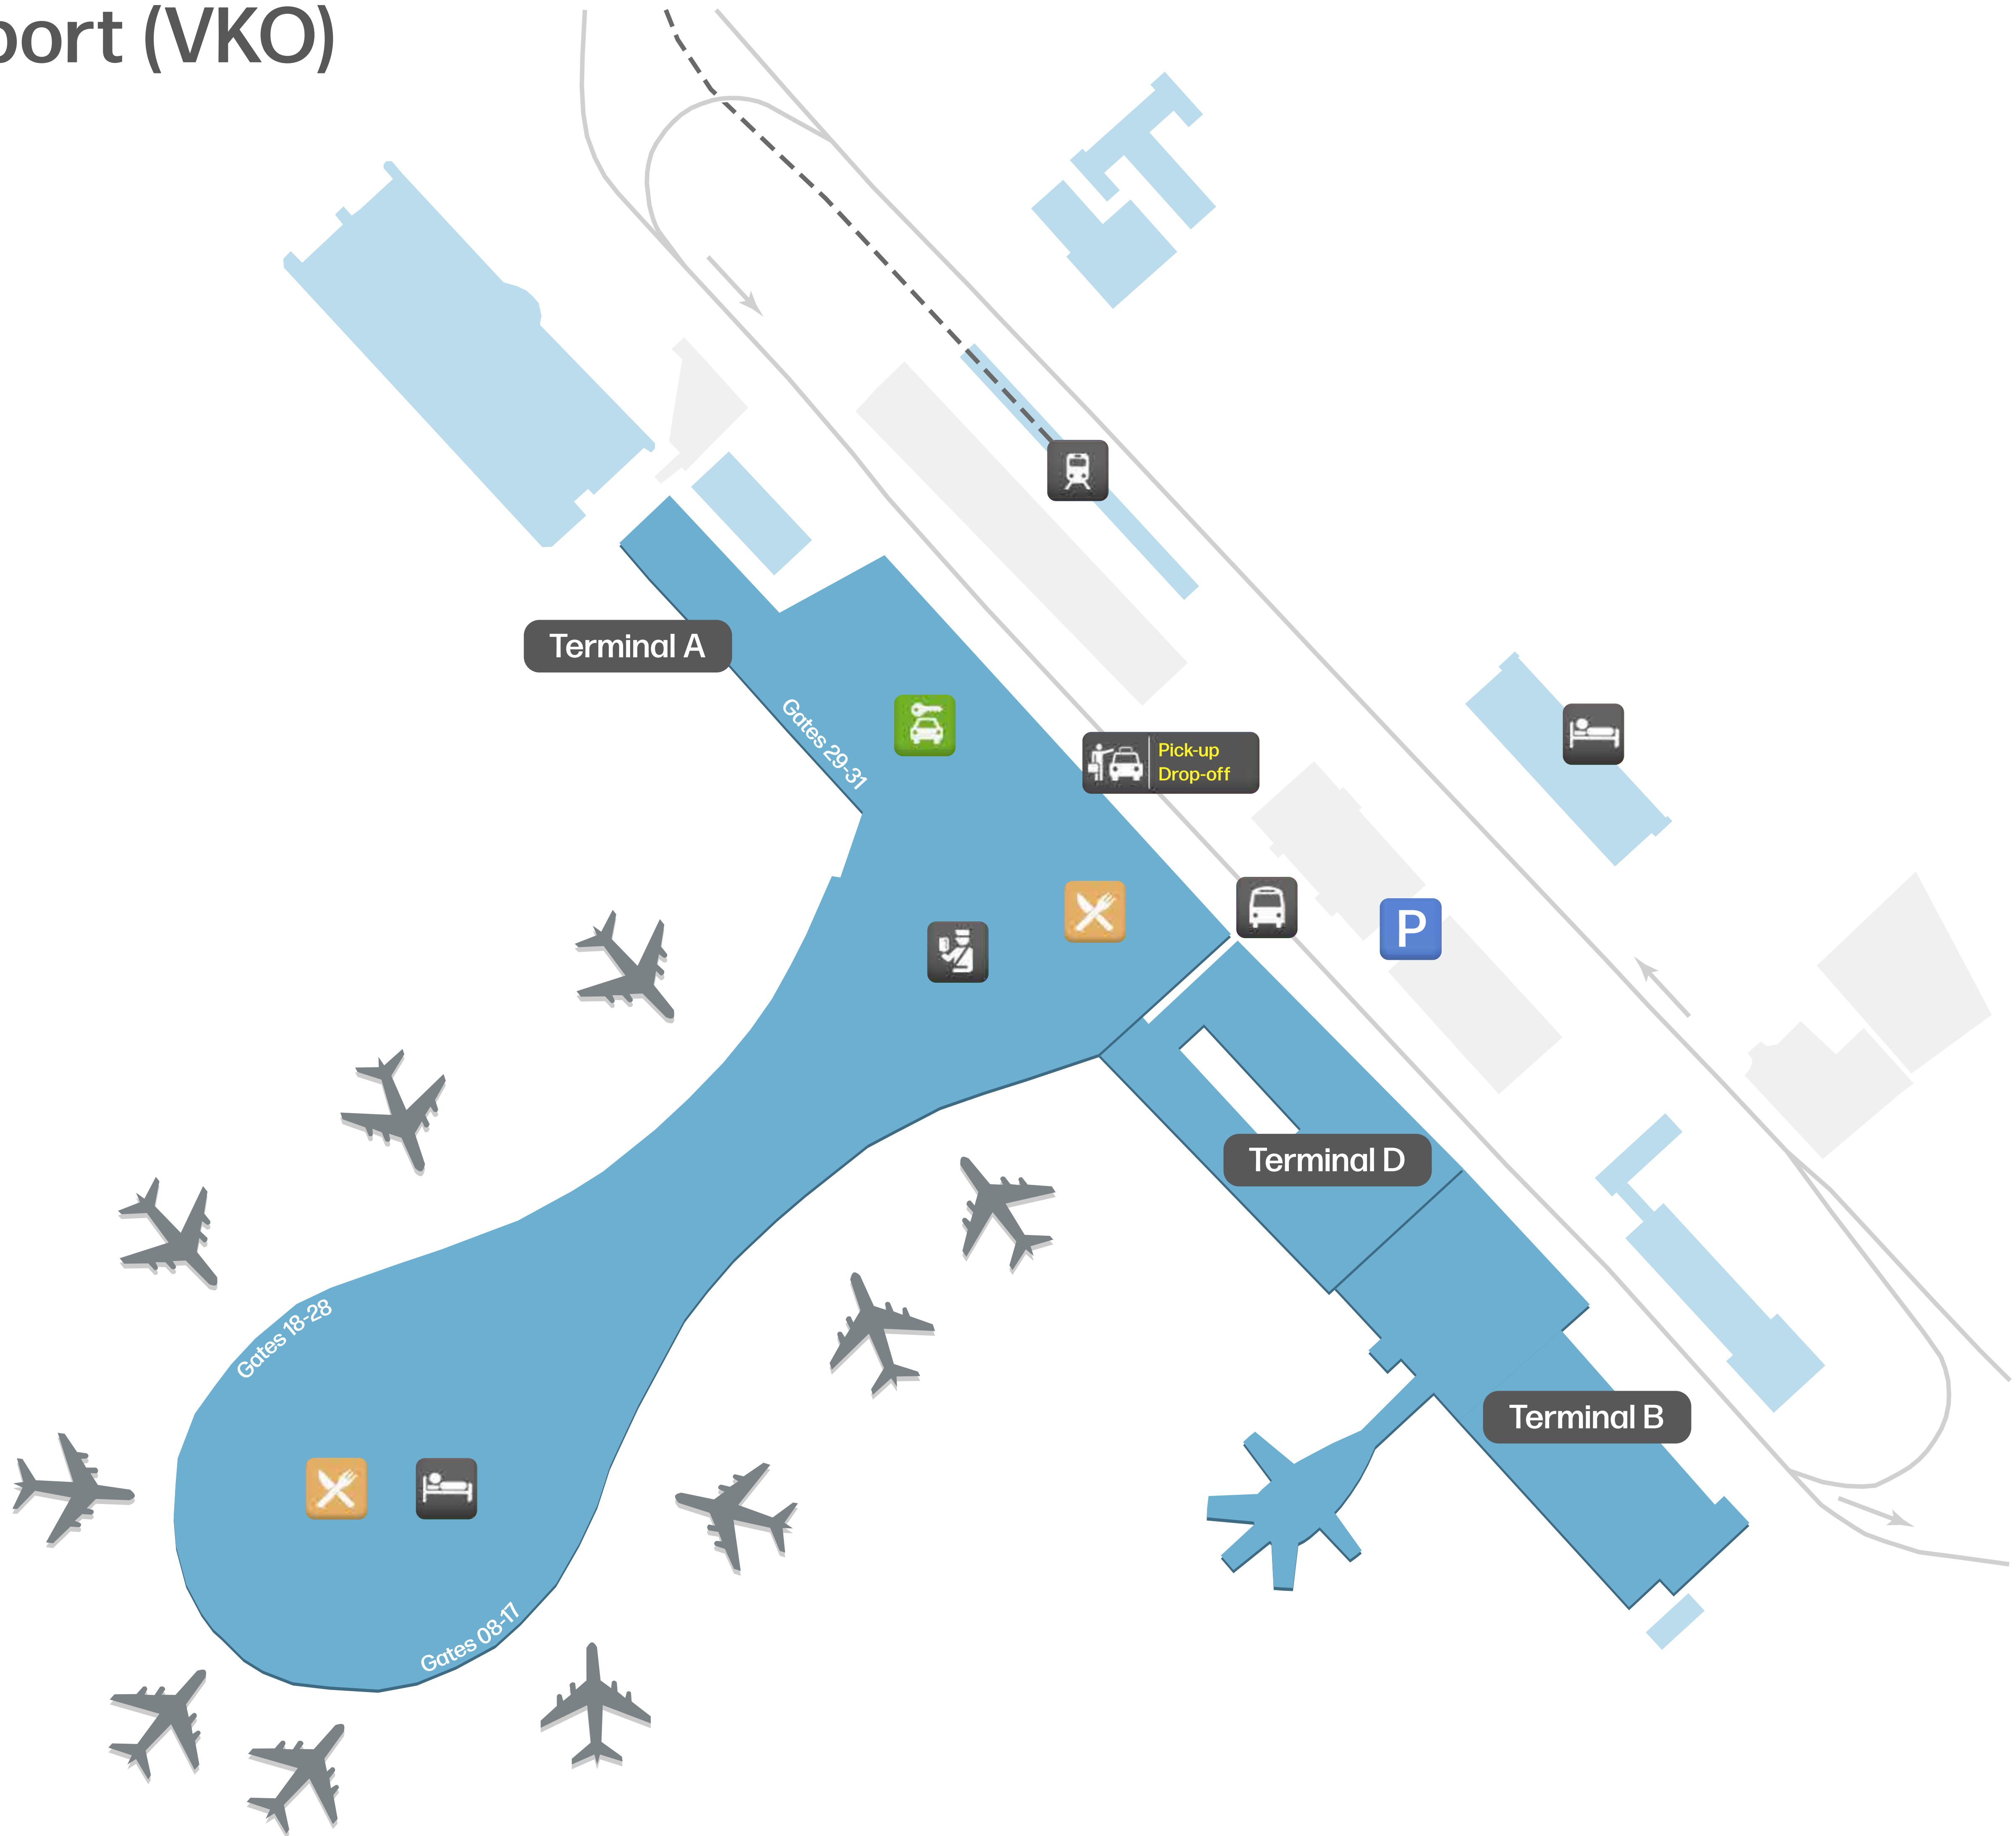 port (VKO)
Terminal A
Gates 29-31
Pick-up
Drop-off
P
Terminal D
Gates 18-28
Terminal B
Gates 08-17